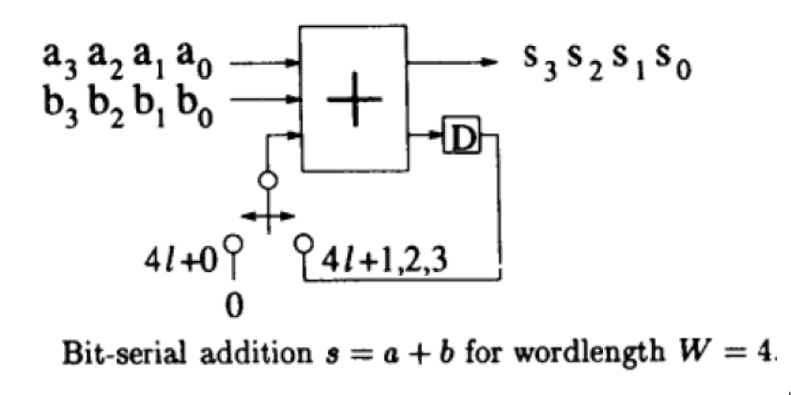 a₃ a₂ a₁ a₀
s₃ s₂ s₁ s₀
b₃ b₂ b₁ b₀
+
D
4l+0
4l+1,2,3
0
Bit-serial addition s = a + b for wordlength W = 4.